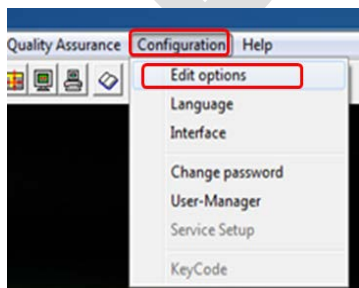 Quality Assurance Configuration Help
Edit options
Language
Interface
Change password
User-Manager
Service Setup
KeyCode